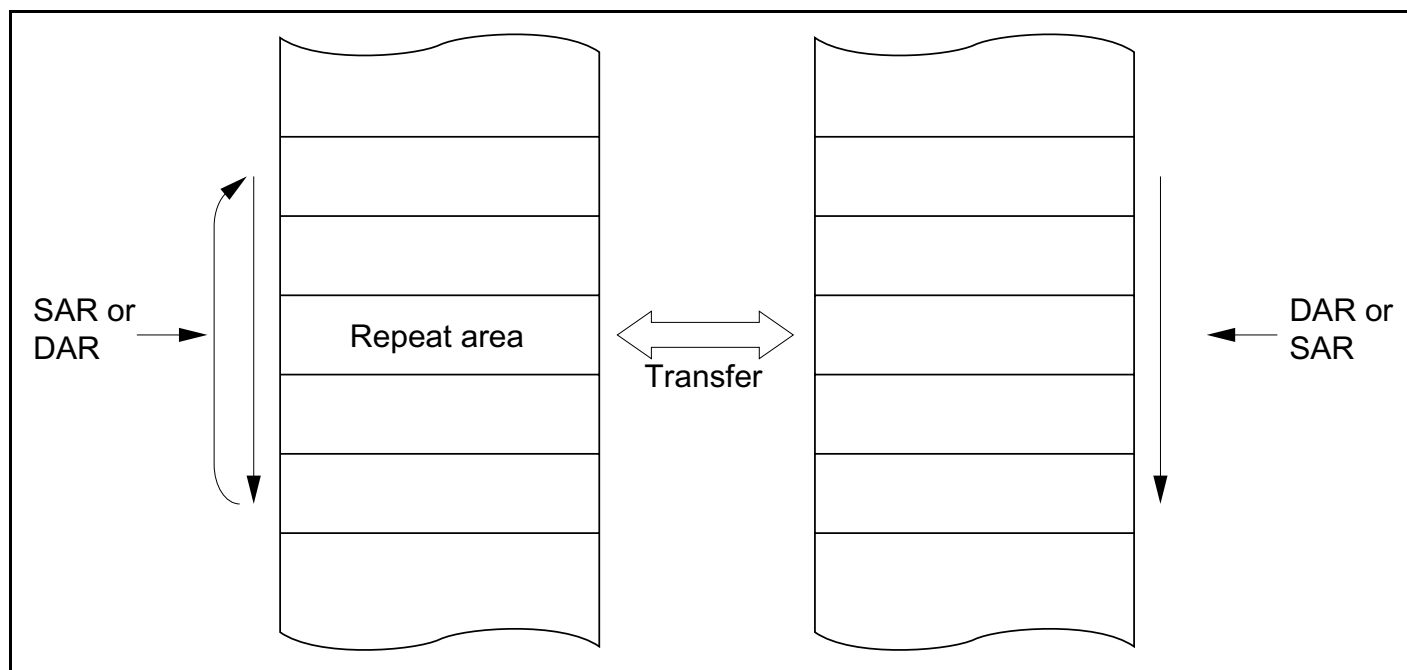 SAR or
DAR
Repeat area
Transfer
DAR or
SAR